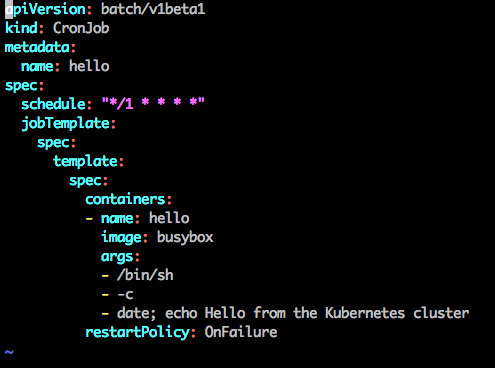 apiVersion: batch/v1beta1
kind: CronJob
metadata:
  name: hello
spec:
  schedule: "*/1 * * * *"
  jobTemplate:
    spec:
      template:
        spec:
          containers:
          - name: hello
            image: busybox
            args:
            - /bin/sh
            - -c
            - date; echo Hello from the Kubernetes cluster
          restartPolicy: OnFailure
~